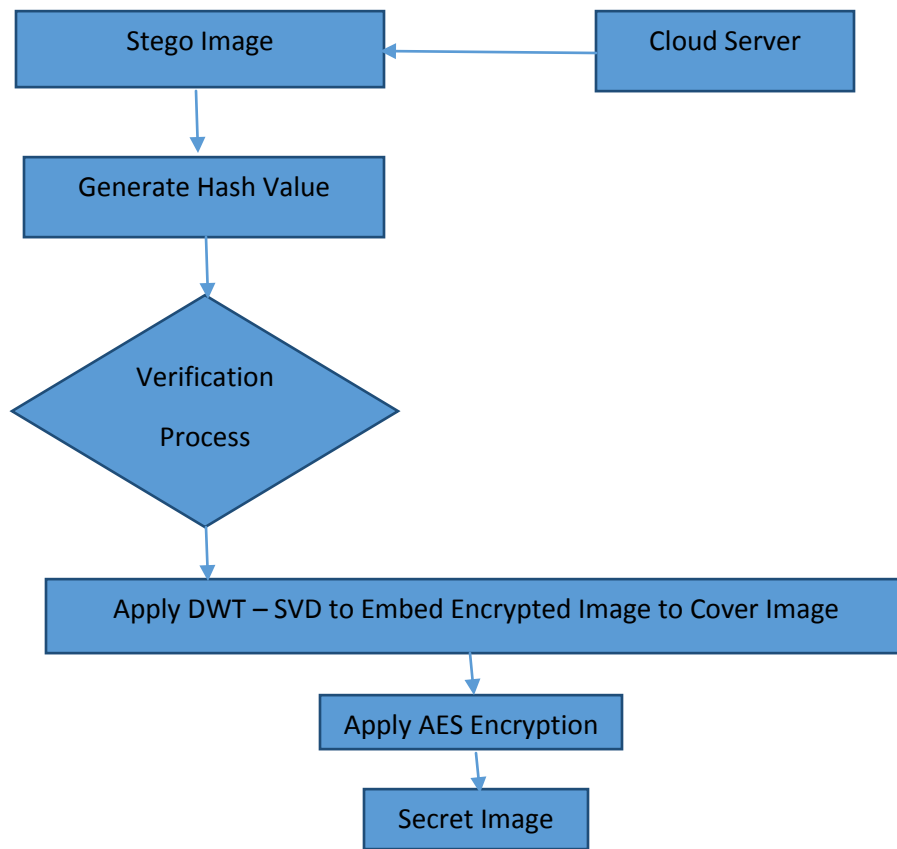 Stego Image
Cloud Server
Generate Hash Value
Verification
Process
Apply DWT – SVD to Embed Encrypted Image to Cover Image
Apply AES Encryption
Secret Image